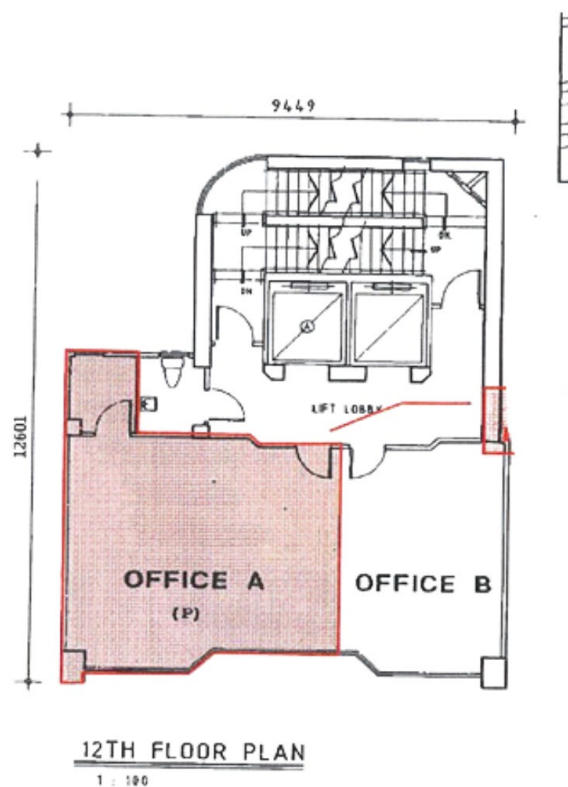 9449
UP
DN
UP
DN
A
LIFT LOBBY
12601
OFFICE A
OFFICE B
(P)
12TH FLOOR PLAN
1 : 100